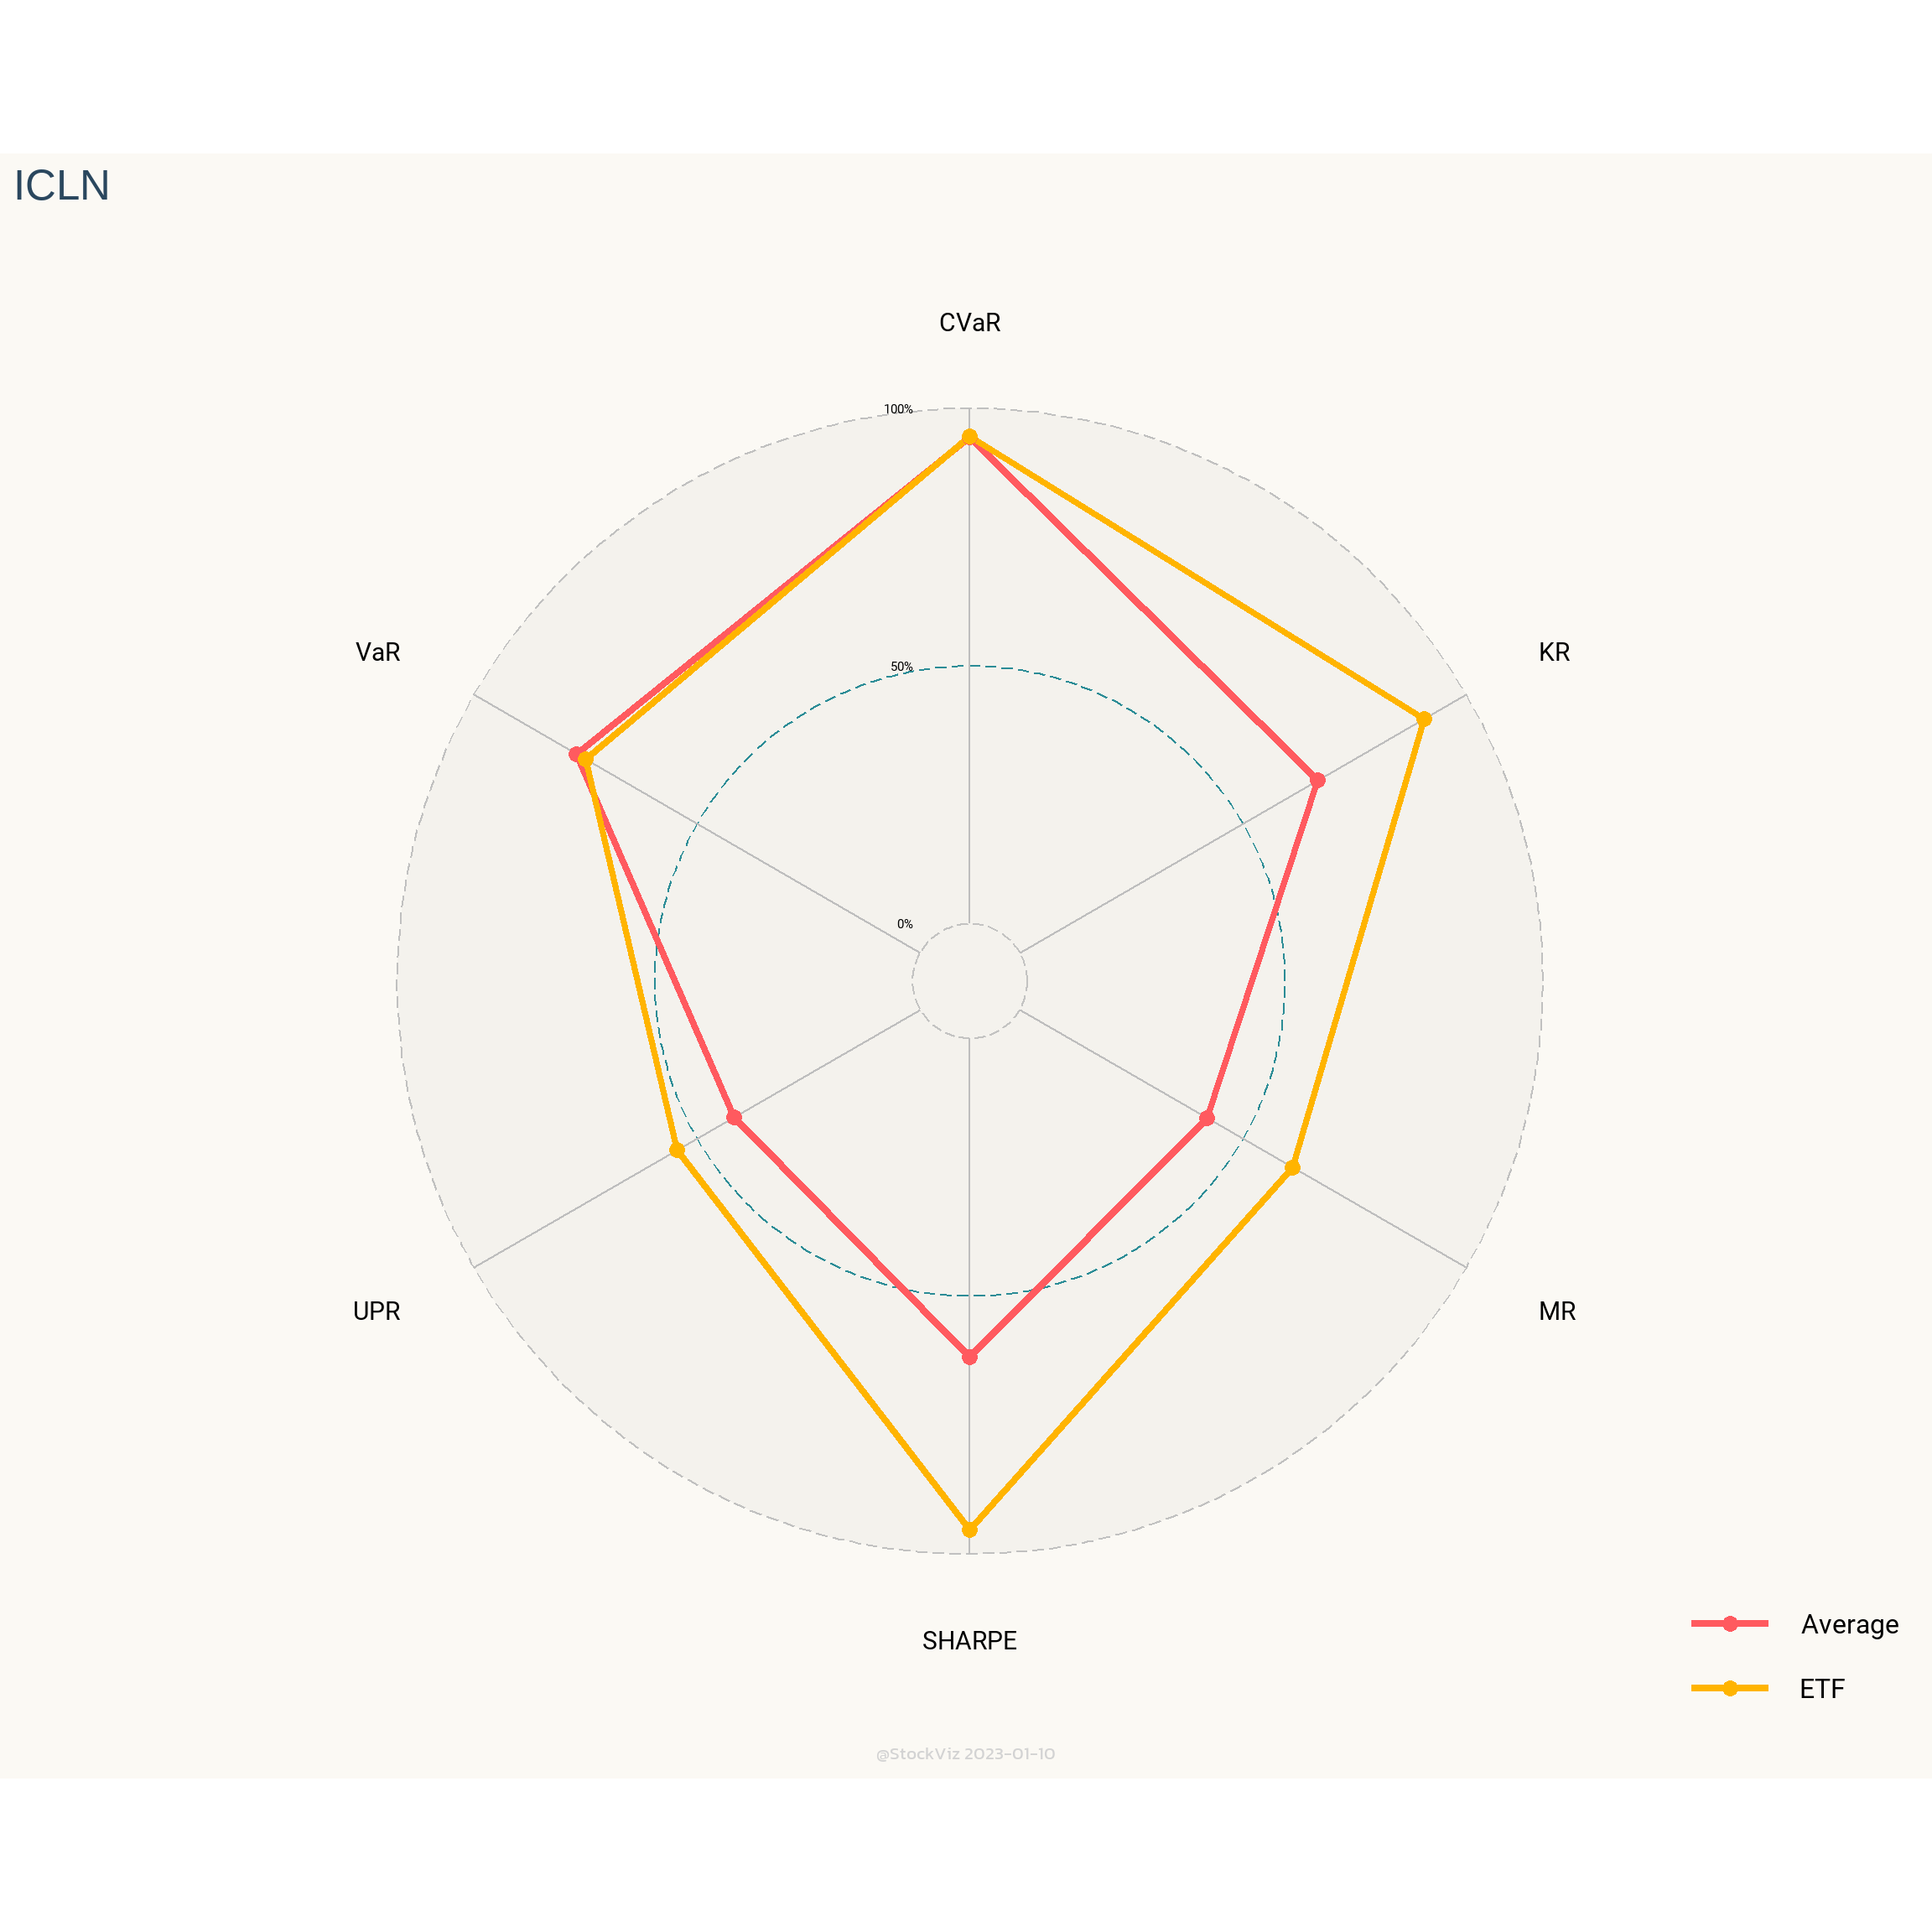 ICLN
CVaR
100%
VaR
KR
50%
0%
UPR
MR
SHARPE
Average
ETF
@StockViz 2023-01-10